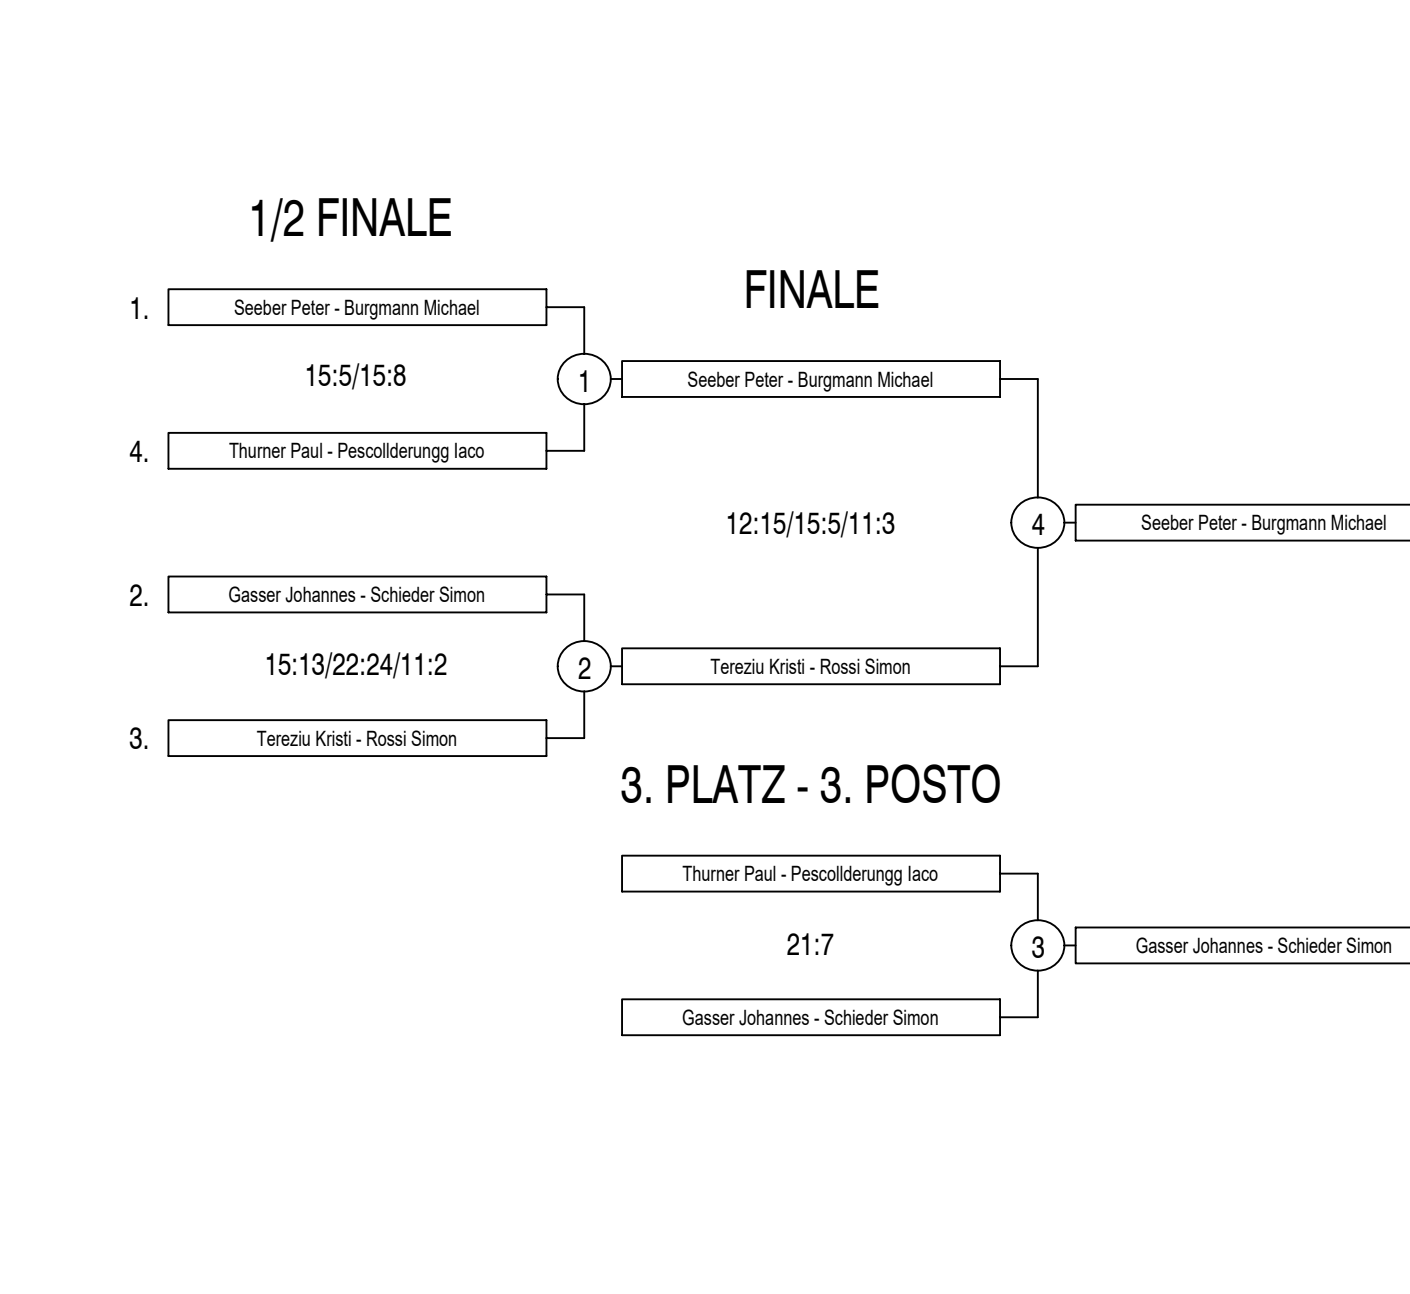 1/2 FINALE
FINALE
1. Seeber Peter - Burgmann Michael
15:5/15:8
1
Seeber Peter - Burgmann Michael
4. Thurner Paul - Pescollderungg Iaco
12:15/15:5/11:3
4
Seeber Peter - Burgmann Michael
2. Gasser Johannes - Schieder Simon
15:13/22:24/11:2
2
Tereziu Kristi - Rossi Simon
3. Tereziu Kristi - Rossi Simon
3. PLATZ - 3. POSTO
Thurner Paul - Pescollderungg Iaco
21:7
3
Gasser Johannes - Schieder Simon
Gasser Johannes - Schieder Simon